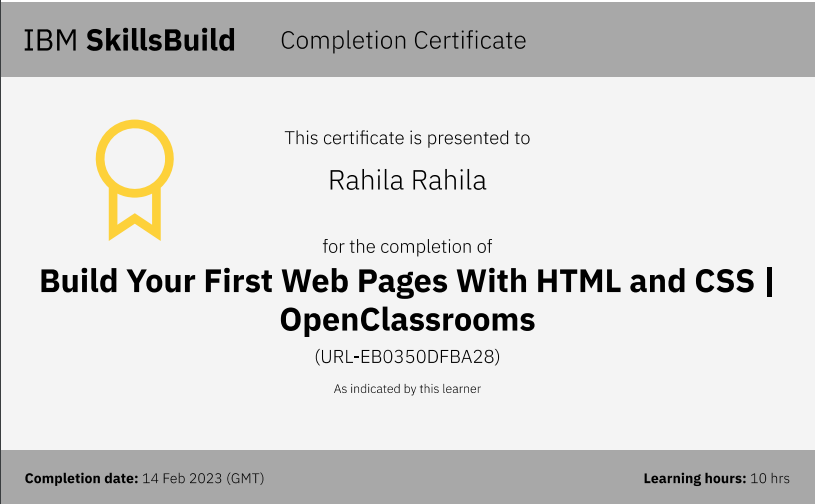 IBM SkillsBuild Completion Certificate
This certificate is presented to
Rahila Rahila
for the completion of
Build Your First Web Pages With HTML and CSS |
OpenClassrooms
(URL-EB0350DFBA28)
As indicated by this learner
Completion date: 14 Feb 2023 (GMT) Learning hours: 10 hrs